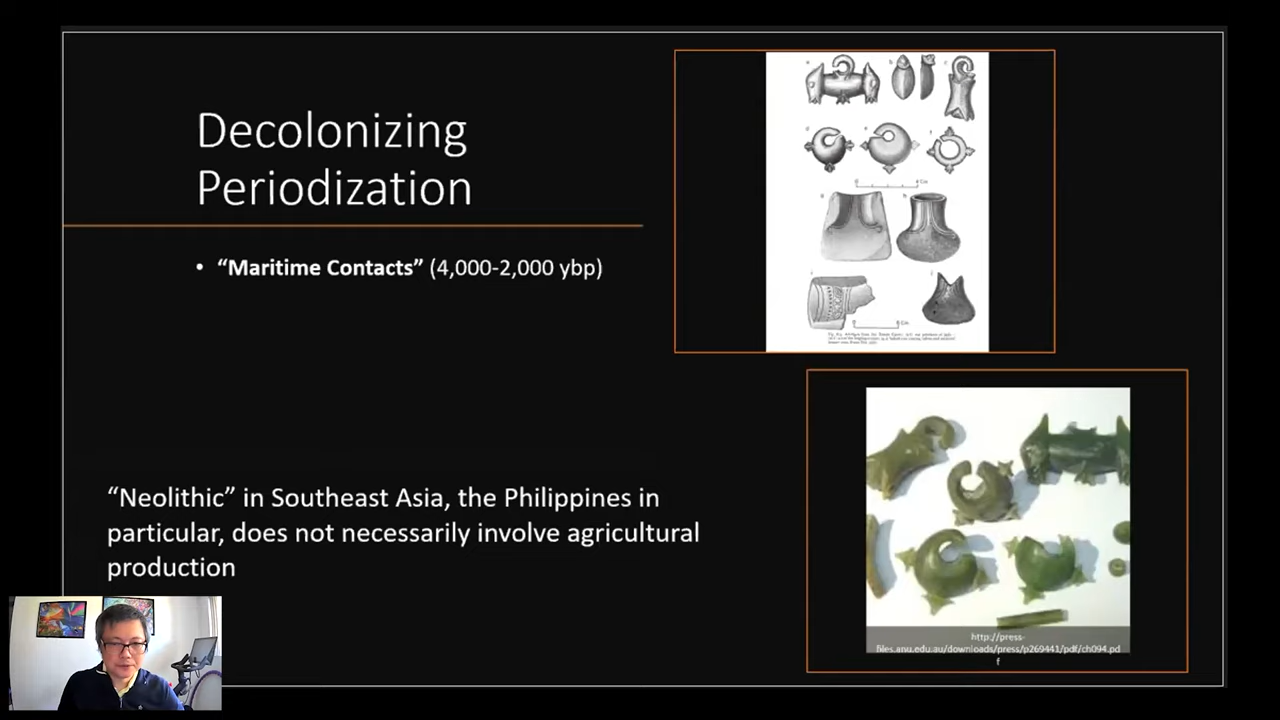 Decolonizing
Periodization
• “Maritime Contacts” (4,000-2,000 ybp)
“Neolithic” in Southeast Asia, the Philippines in
particular, does not necessarily involve agricultural
production
http://press-
files.anu.edu.au/downloads/press/p269441/pdf/ch094.pd
f